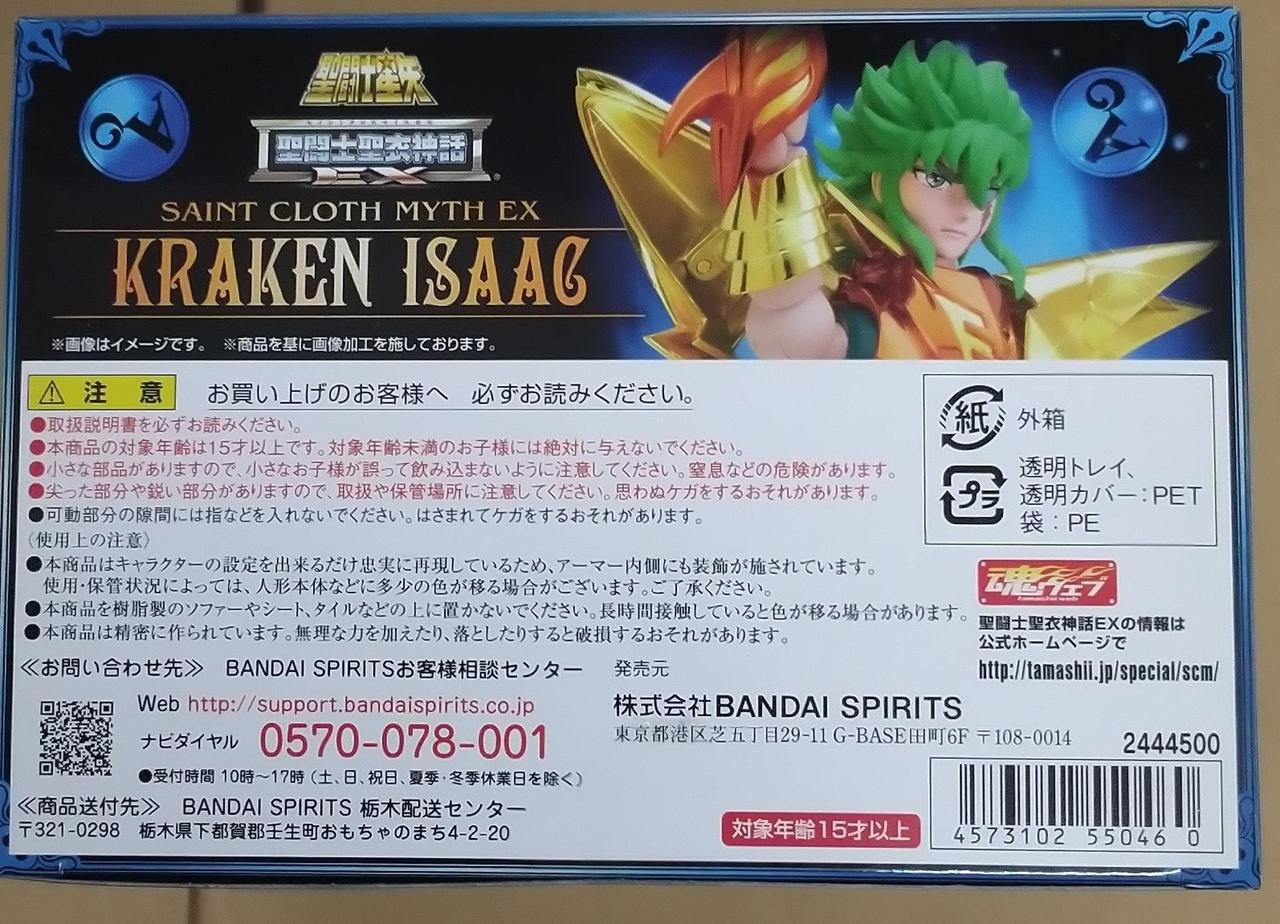 聖闘士星矢
聖闘士聖衣神話
EX
SAINT CLOTH MYTH EX
KRAKEN ISAAC
※画像はイメージです。 ※商品を基に画像加工を施しております。
⚠ 注 意 お買い上げのお客様へ 必ずお読みください。
●取扱説明書を必ずお読みください。
●本商品の対象年齢は15才以上です。対象年齢未満のお子様には絶対に与えないでください。
●小さな部品がありますので、小さなお子様が誤って飲み込まないように注意してください。窒息などの危険があります。
●尖った部分や鋭い部分がありますので、取扱や保管場所に注意してください。思わぬケガをするおそれがあります。
●可動部分の隙間には指などを入れないでください。はさまれてケガをするおそれがあります。
〈使用上の注意〉
●本商品はキャラクターの設定を出来るだけ忠実に再現しているため、アーマー内側にも装飾が施されています。
使用・保管状況によっては、人形本体などに多少の色が移る場合がございます。ご了承ください。
●本商品を樹脂製のソファーやシート、タイルなどの上に置かないでください。長時間接触していると色が移る場合があります。
●本商品は精密に作られています。無理な力を加えたり、落としたりすると破損するおそれがあります。
紙 外箱
プラ 透明トレイ、
透明カバー:PET
袋:PE
魂ウェブ
tamashii web
聖闘士聖衣神話EXの情報は
公式ホームページで
http://tamashii.jp/special/scm/
≪お問い合わせ先≫ BANDAI SPIRITSお客様相談センター
Web http://support.bandaispirits.co.jp
ナビダイヤル 0570-078-001
●受付時間 10時〜17時（土、日、祝日、夏季・冬季休業日を除く）
≪商品送付先≫ BANDAI SPIRITS 栃木配送センター
〒321-0298 栃木県下都賀郡壬生町おもちゃのまち4-2-20
発売元
株式会社BANDAI SPIRITS
東京都港区芝五丁目29-11 G-BASE田町6F 〒108-0014
2444500
対象年齢15才以上
4573102 55046 0